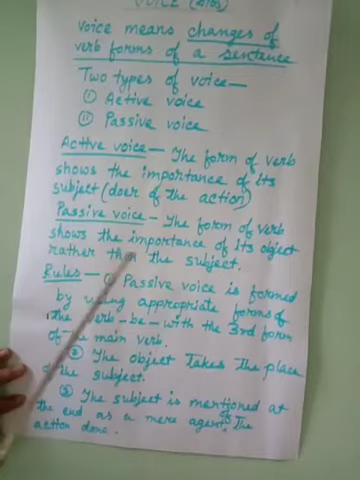 VOICE
Voice means changes of
verb forms of a sentence
Two types of voice—
(i) Active voice
(ii) Passive voice
Active voice— The form of verb
shows the importance of its
subject (doer of the action)
Passive voice - The form of verb
shows the importance of its object
rather than the subject.
Rules— ① Passive voice is formed
by using appropriate forms of
the verb-be-with the 3rd form
of the main verb.
② The object takes the place
of the subject.
③ The subject is mentioned at
the end as a mere agent of the
action done.